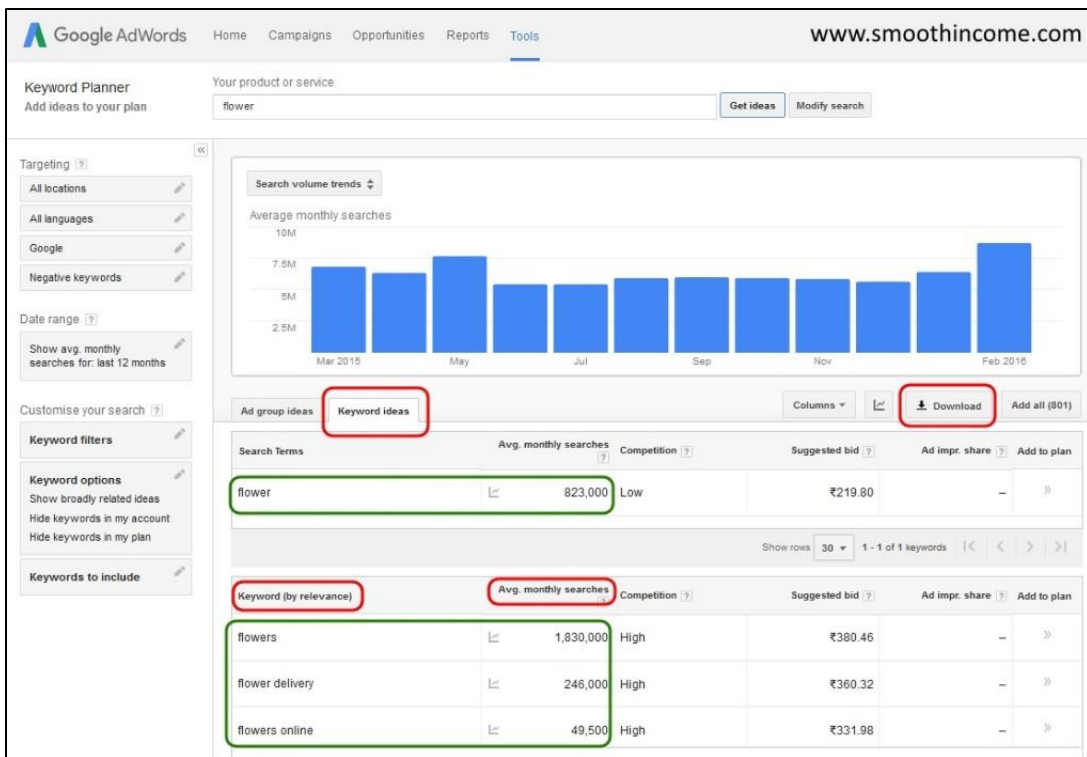 Google AdWords Home Campaigns Opportunities Reports Tools www.smoothincome.com
Keyword Planner
Add ideas to your plan
Your product or service
flower Get ideas Modify search
Targeting ?
All locations
All languages
Google
Negative keywords
Date range ?
Show avg. monthly
searches for: last 12 months
Customise your search ?
Keyword filters
Keyword options
Show broadly related ideas
Hide keywords in my account
Hide keywords in my plan
Keywords to include
Search volume trends
Average monthly searches
10M
7.5M
5M
2.5M
Mar 2015 May Jul Sep Nov Feb 2016
Ad group ideas Keyword ideas Columns Download Add all (801)
Search Terms Avg. monthly searches ? Competition ? Suggested bid ? Ad impr. share ? Add to plan
flower 823,000 Low ₹219.80 – »
Show rows 30 1 - 1 of 1 keywords |< < > >|
Keyword (by relevance) Avg. monthly searches ? Competition ? Suggested bid ? Ad impr. share ? Add to plan
flowers 1,830,000 High ₹380.46 – »
flower delivery 246,000 High ₹360.32 – »
flowers online 49,500 High ₹331.98 – »